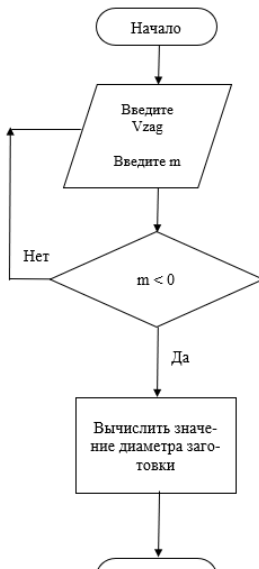 Начало
Введите
Vzag
Введите m
m < 0
Нет
Да
Вычислить значе-
ние диаметра заго-
товки